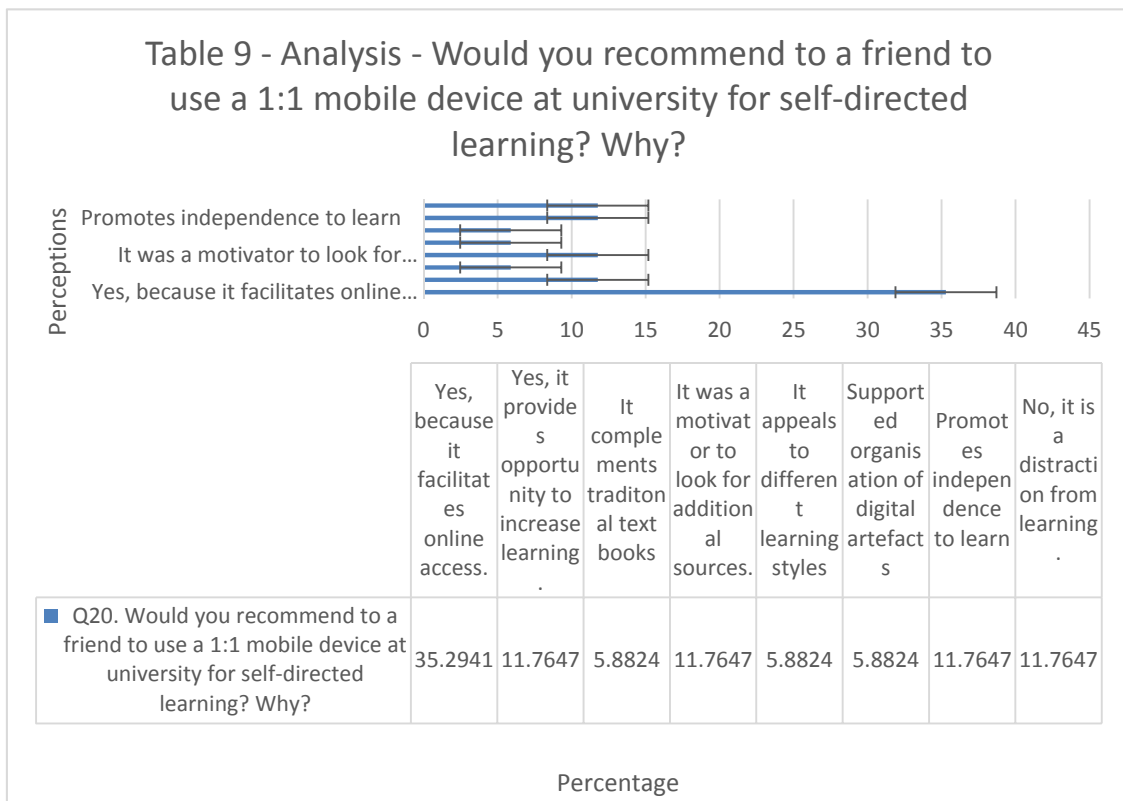 Table 9 - Analysis - Would you recommend to a friend to
use a 1:1 mobile device at university for self-directed
learning? Why?
Perceptions
Promotes independence to learn
It was a motivator to look for...
Yes, because it facilitates online...
0 5 10 15 20 25 30 35 40 45
Yes,
because
it
facilitat
es
online
access.
Yes, it
provide
s
opportu
nity to
increase
learning
.
It
comple
ments
traditon
al text
books
It was a
motivat
or to
look for
addition
al
sources.
It
appeals
to
differen
t
learning
styles
Support
ed
organis
ation of
digital
artefact
s
Promot
es
indepen
dence
to learn
No, it is
a
distracti
on from
learning
.
Q20. Would you recommend to a
friend to use a 1:1 mobile device at
university for self-directed
learning? Why?
35.2941 11.7647 5.8824 11.7647 5.8824 5.8824 11.7647 11.7647
Percentage